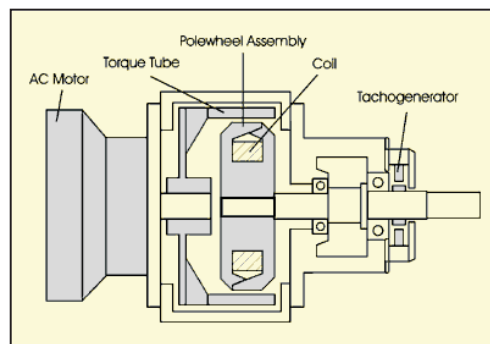 Polewheel Assembly
Torque Tube
Coil
AC Motor
Tachogenerator